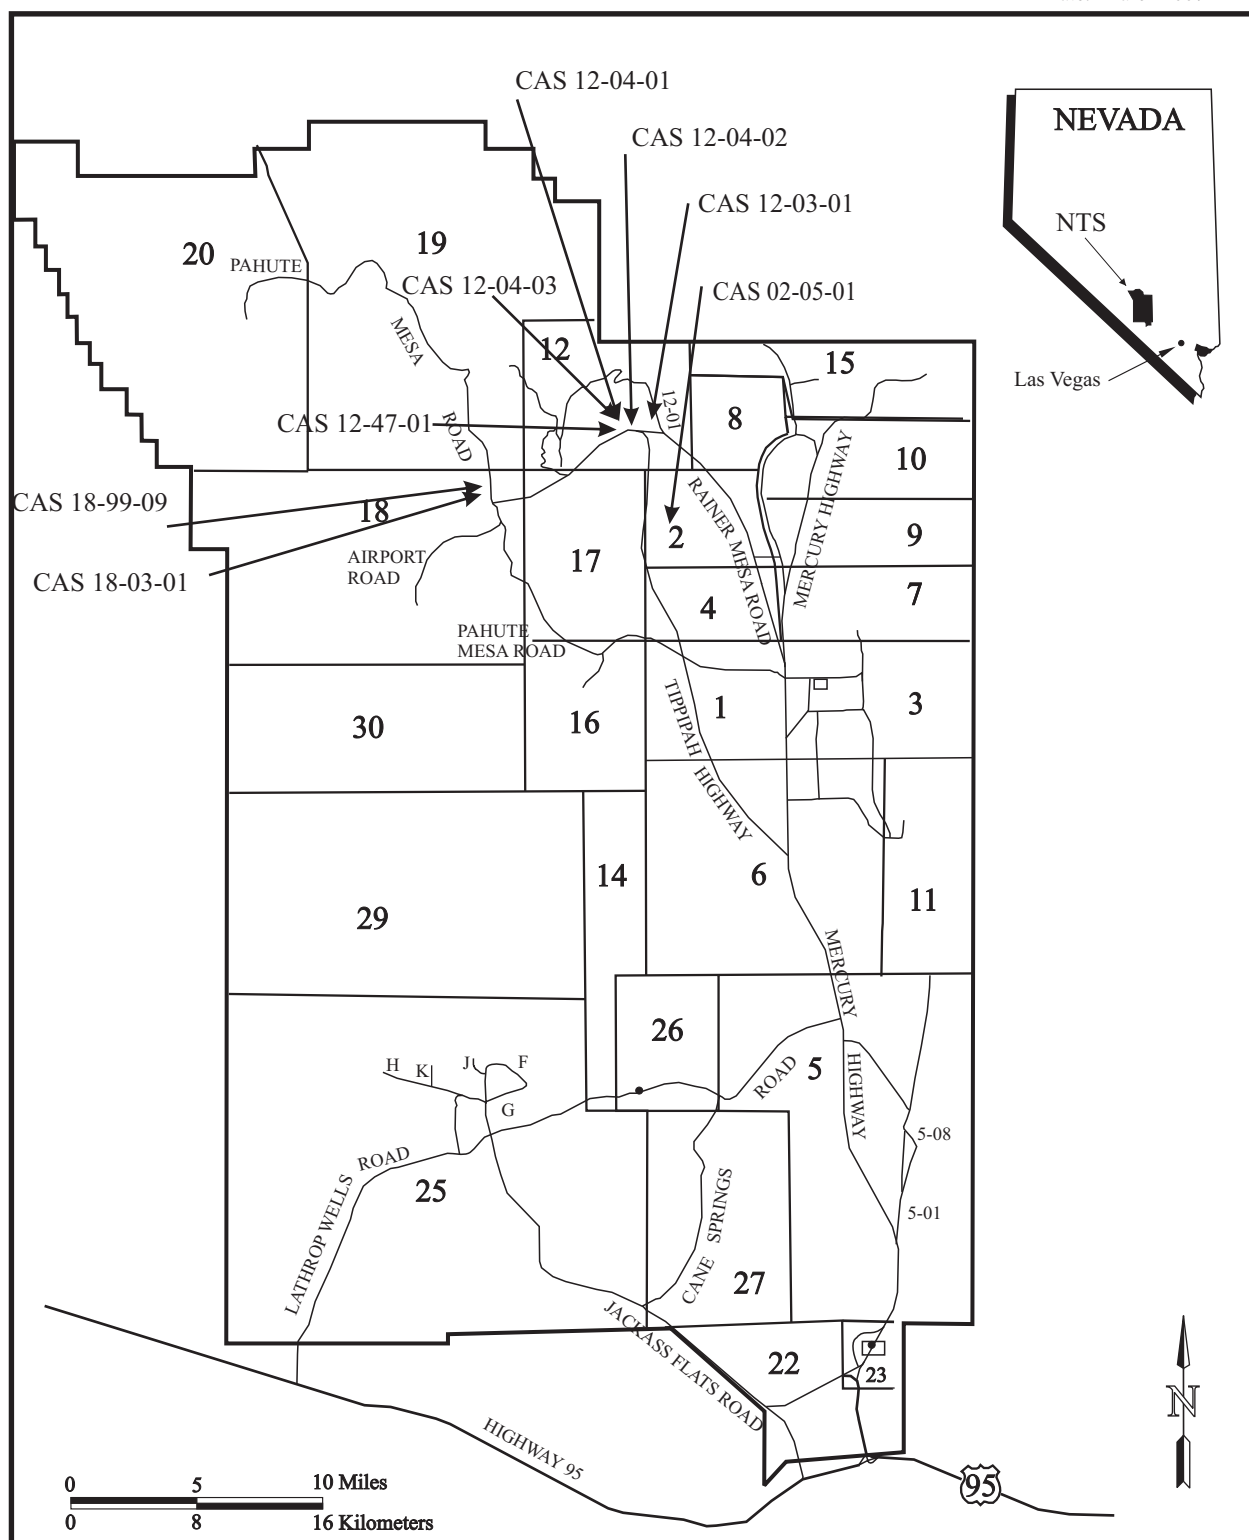 CAS 12-04-01
CAS 12-04-02
NEVADA
CAS 12-03-01
NTS
19
20
PAHUTE
CAS 12-04-03
CAS 02-05-01
MESA
12
15
Las Vegas
12-01
8
CAS 12-47-01
ROAD
10
MERCURY HIGHWAY
CAS 18-99-09
18
RAINER MESA ROAD
2
9
17
AIRPORT
ROAD
CAS 18-03-01
7
4
PAHUTE
MESA ROAD
TIPPIPAH HIGHWAY
1
3
16
30
14
6
11
29
MERCURY
HIGHWAY
26
H
K
J
F
G
ROAD
5
5-08
LATHROP WELLS ROAD
25
5-01
CANE SPRINGS
27
JACKASS FLATS ROAD
22
23
N
HIGHWAY 95
95
0 5 10 Miles
0 8 16 Kilometers